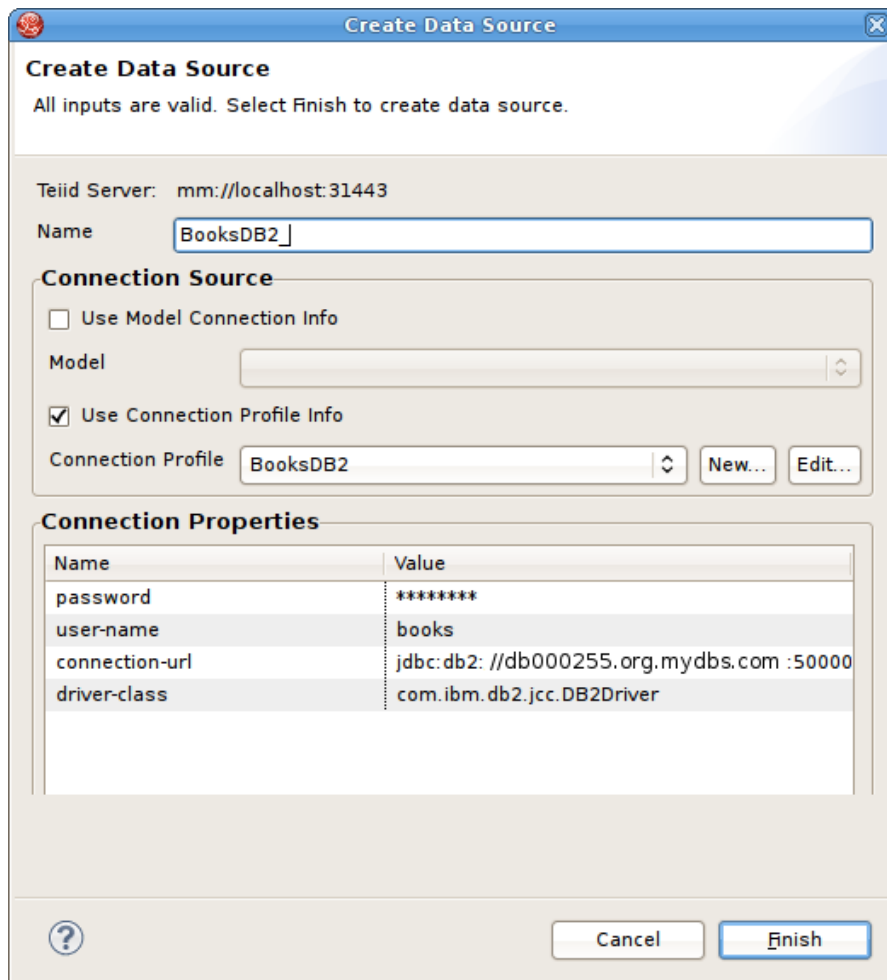 Create Data Source
Create Data Source
All inputs are valid. Select Finish to create data source.
Teiid Server: mm://localhost:31443
Name BooksDB2_
Connection Source
Use Model Connection Info
Model
Use Connection Profile Info
Connection Profile BooksDB2 New... Edit...
Connection Properties
Name Value
password ********
user-name books
connection-url jdbc:db2: //db000255.org.mydbs.com :50000
driver-class com.ibm.db2.jcc.DB2Driver
? Cancel Finish